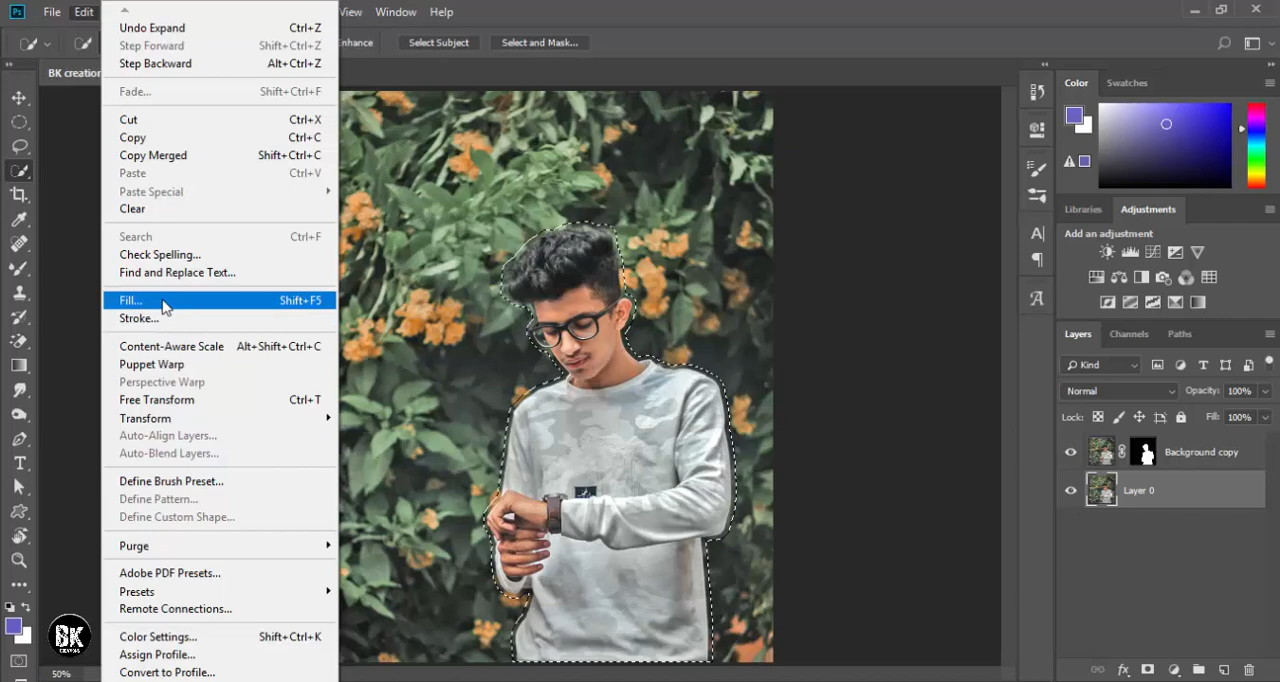 Ps File Edit View Window Help
nhance Select Subject Select and Mask...
BK creation
Undo Expand Ctrl+Z
Step Forward Shift+Ctrl+Z
Step Backward Alt+Ctrl+Z
Fade... Shift+Ctrl+F
Cut Ctrl+X
Copy Ctrl+C
Copy Merged Shift+Ctrl+C
Paste Ctrl+V
Paste Special
Clear
Search Ctrl+F
Check Spelling...
Find and Replace Text...
Fill... Shift+F5
Stroke...
Content-Aware Scale Alt+Shift+Ctrl+C
Puppet Warp
Perspective Warp
Free Transform Ctrl+T
Transform
Auto-Align Layers...
Auto-Blend Layers...
Define Brush Preset...
Define Pattern...
Define Custom Shape...
Purge
Adobe PDF Presets...
Presets
Remote Connections...
Color Settings... Shift+Ctrl+K
Assign Profile...
Convert to Profile...
BK
50%
Color Swatches
Libraries Adjustments
Add an adjustment
Layers Channels Paths
Kind
Normal Opacity: 100%
Lock: Fill: 100%
Background copy
Layer 0